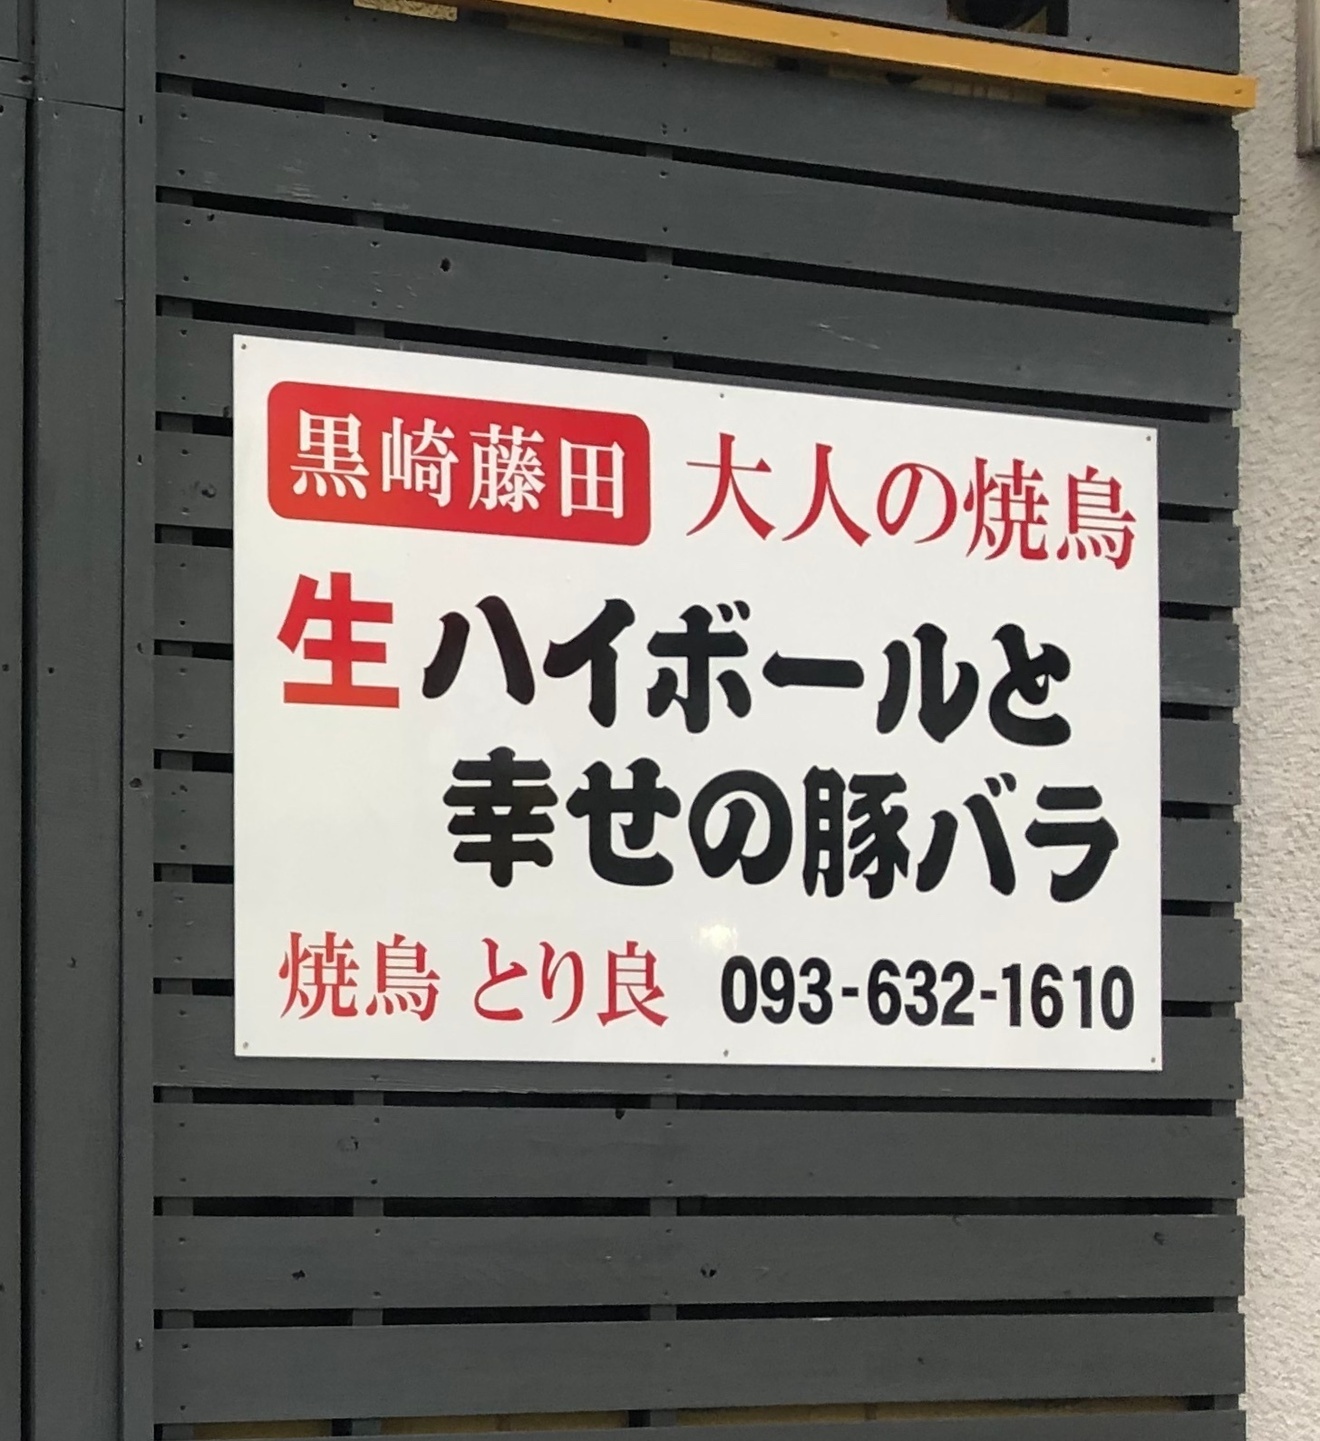 黒崎藤田 大人の焼鳥
生ハイボールと
幸せの豚バラ
焼鳥 とり良 093-632-1610